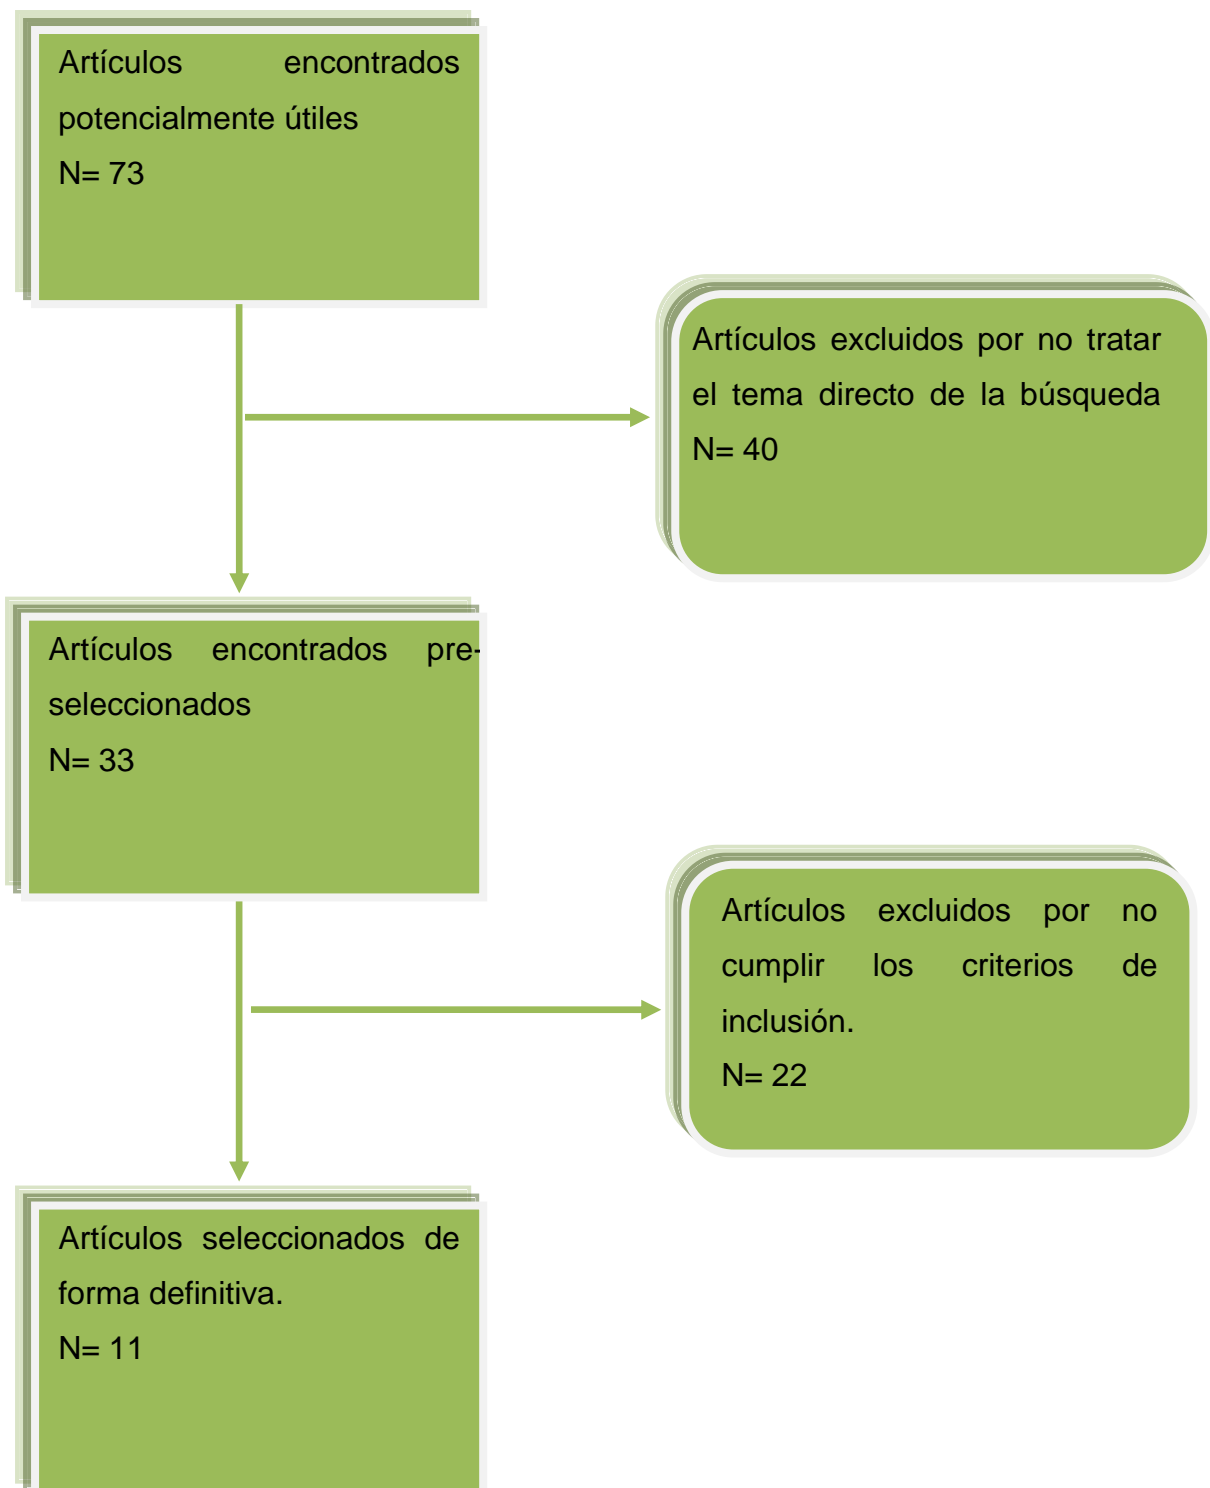 Artículos encontrados
potencialmente útiles
N= 73
Artículos excluidos por no tratar
el tema directo de la búsqueda
N= 40
Artículos encontrados pre-
seleccionados
N= 33
Artículos excluidos por no
cumplir los criterios de
inclusión.
N= 22
Artículos seleccionados de
forma definitiva.
N= 11